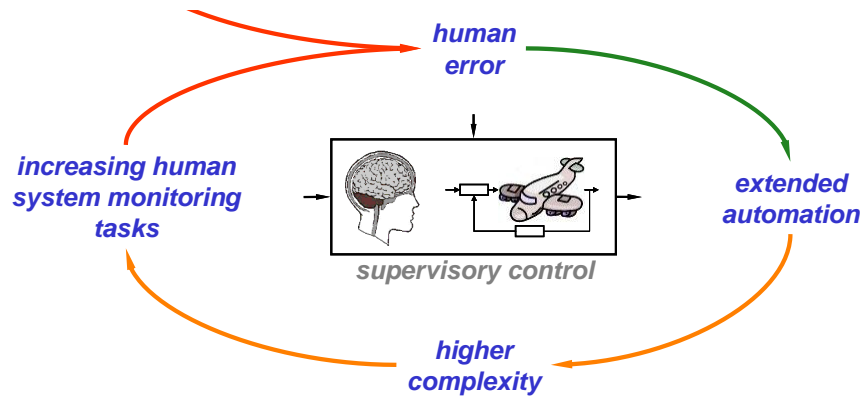 human
error
increasing human
system monitoring
tasks
extended
automation
supervisory control
higher
complexity